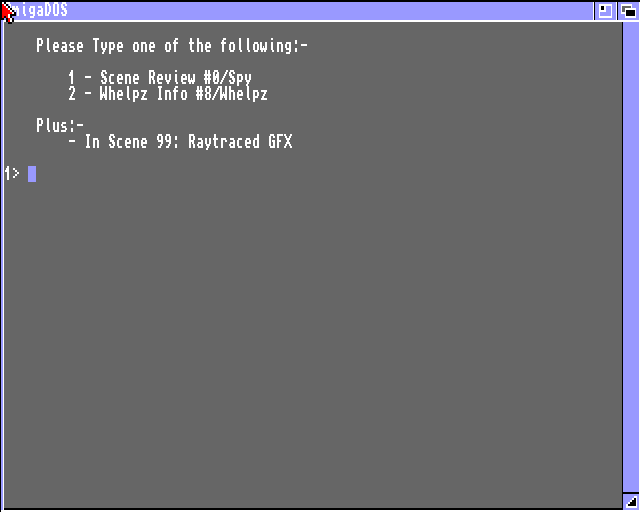 migaDOS
Please Type one of the following:-
1 - Scene Review #0/Spy
2 - Whelpz Info #8/Whelpz
Plus:-
- In Scene 99: Raytraced GFX
1>